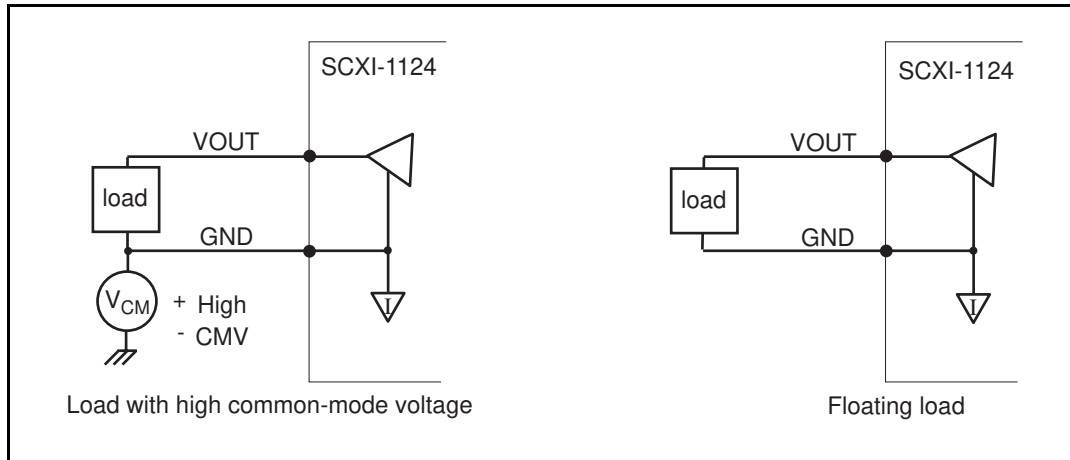 SCXI-1124
VOUT
load
GND
VCM
+ High
- CMV
I
Load with high common-mode voltage
SCXI-1124
VOUT
load
GND
I
Floating load